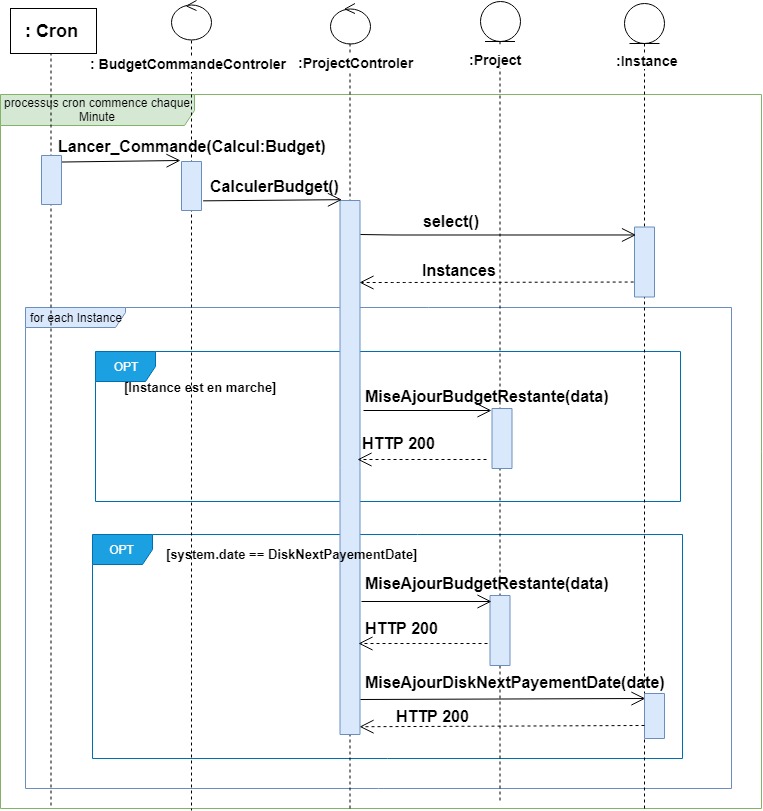 : Cron
: BudgetCommandeControler
:ProjectControler
:Project
:Instance
processus cron commence chaque
Minute
Lancer_Commande(Calcul:Budget)
CalculerBudget()
select()
Instances
for each Instance
OPT
[Instance est en marche]
MiseAjourBudgetRestante(data)
HTTP 200
OPT
[system.date == DiskNextPayementDate]
MiseAjourBudgetRestante(data)
HTTP 200
MiseAjourDiskNextPayementDate(date)
HTTP 200